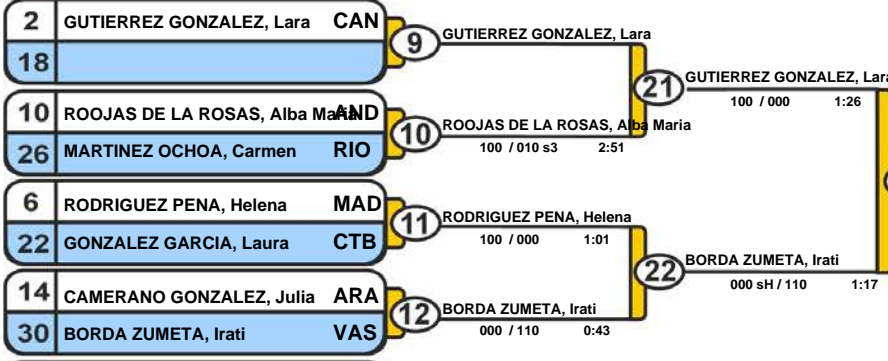 2 GUTIERREZ GONZALEZ, Lara CAN
18
9
GUTIERREZ GONZALEZ, Lara
10 ROOJAS DE LA ROSAS, Alba Maria AND
26 MARTINEZ OCHOA, Carmen RIO
10
ROOJAS DE LA ROSAS, Alba Maria
100 / 010 s3 2:51
21
GUTIERREZ GONZALEZ, Lara
100 / 000 1:26
6 RODRIGUEZ PENA, Helena MAD
22 GONZALEZ GARCIA, Laura CTB
11
RODRIGUEZ PENA, Helena
100 / 000 1:01
14 CAMERANO GONZALEZ, Julia ARA
30 BORDA ZUMETA, Irati VAS
12
BORDA ZUMETA, Irati
000 / 110 0:43
22
BORDA ZUMETA, Irati
000 sH / 110 1:17